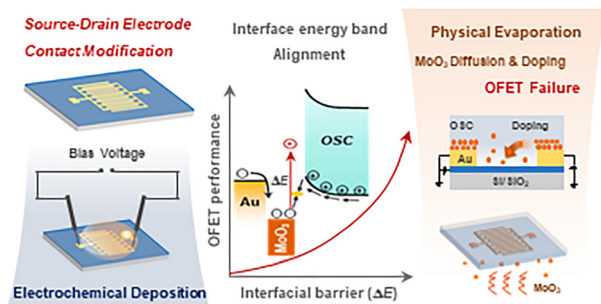 Source-Drain Electrode
Contact Modification
Bias Voltage
Electrochemical Deposition
Interface energy band
Alignment
OFET performance
OSC
ΔE
Au
MoO₃
Interfacial barrier (ΔE)
Physical Evaporation
MoO₃ Diffusion & Doping
OFET Failure
OSC
Doping
Au
Si/SiO₂
MoO₃